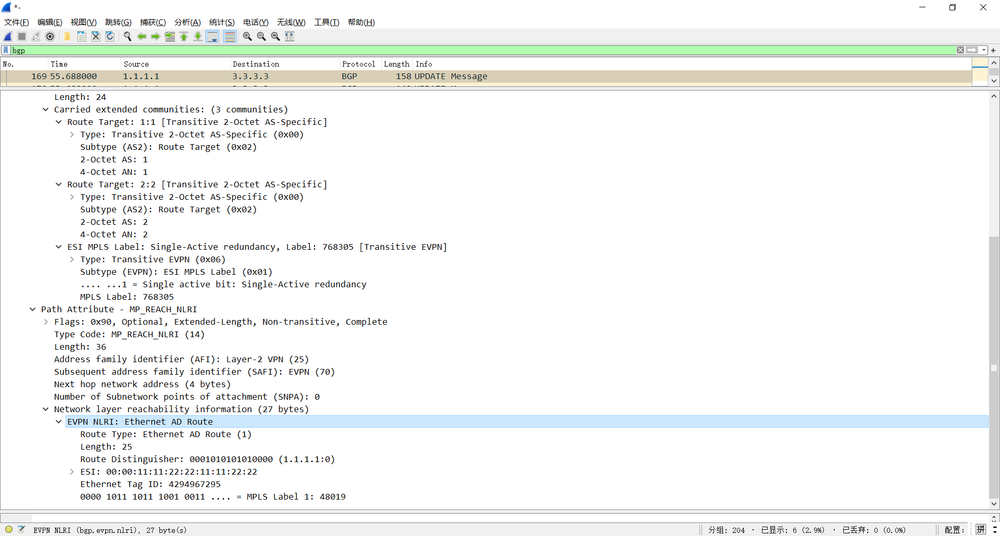 *-
文件(F) 编辑(E) 视图(V) 跳转(G) 捕获(C) 分析(A) 统计(S) 电话(Y) 无线(W) 工具(T) 帮助(H)
bgp
No. Time Source Destination Protocol Length Info
169 55.688000 1.1.1.1 3.3.3.3 BGP 158 UPDATE Message
Length: 24
Carried extended communities: (3 communities)
Route Target: 1:1 [Transitive 2-Octet AS-Specific]
Type: Transitive 2-Octet AS-Specific (0x00)
Subtype (AS2): Route Target (0x02)
2-Octet AS: 1
4-Octet AN: 1
Route Target: 2:2 [Transitive 2-Octet AS-Specific]
Type: Transitive 2-Octet AS-Specific (0x00)
Subtype (AS2): Route Target (0x02)
2-Octet AS: 2
4-Octet AN: 2
ESI MPLS Label: Single-Active redundancy, Label: 768305 [Transitive EVPN]
Type: Transitive EVPN (0x06)
Subtype (EVPN): ESI MPLS Label (0x01)
.... ...1 = Single active bit: Single-Active redundancy
MPLS Label: 768305
Path Attribute - MP_REACH_NLRI
Flags: 0x90, Optional, Extended-Length, Non-transitive, Complete
Type Code: MP_REACH_NLRI (14)
Length: 36
Address family identifier (AFI): Layer-2 VPN (25)
Subsequent address family identifier (SAFI): EVPN (70)
Next hop network address (4 bytes)
Number of Subnetwork points of attachment (SNPA): 0
Network layer reachability information (27 bytes)
EVPN NLRI: Ethernet AD Route
Route Type: Ethernet AD Route (1)
Length: 25
Route Distinguisher: 0001010101010000 (1.1.1.1:0)
ESI: 00:00:11:11:22:22:11:11:22:22
Ethernet Tag ID: 4294967295
0000 1011 1011 1001 0011 .... = MPLS Label 1: 48019
EVPN NLRI (bgp.evpn.nlri), 27 byte(s) 分组: 204 · 已显示: 6 (2.9%) · 已丢弃: 0 (0.0%) 配置: 拼